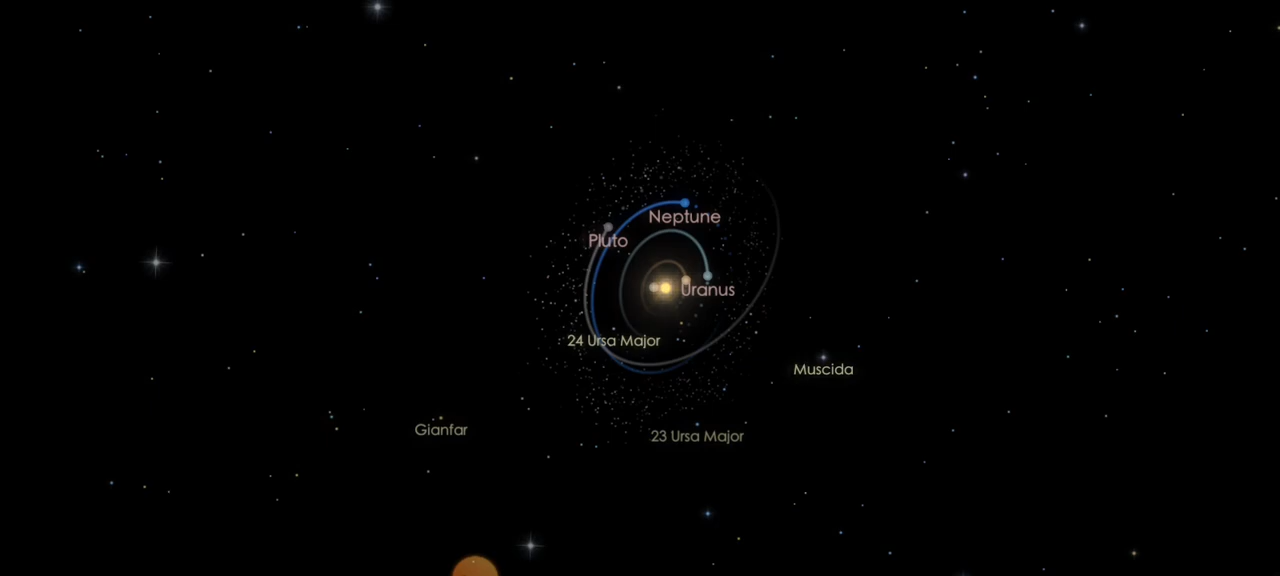 Neptune
Pluto
Uranus
24 Ursa Major
Muscida
Gianfar
23 Ursa Major